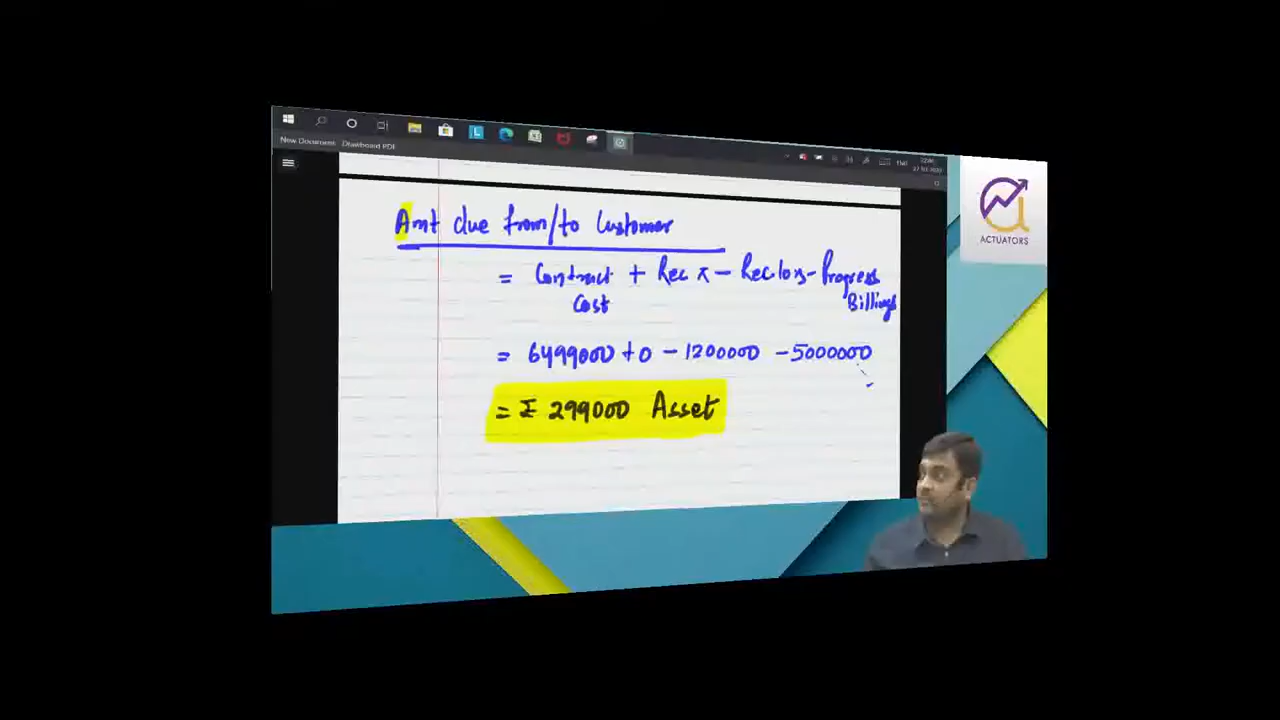 New Document Drawboard PDF
ENG
Amt due from/to Customer
= Contract + Rec π - Rec loss - Progress
Cost Billings
= 6499000 + 0 - 1200000 - 5000000
= Σ 299000 Asset
ACTUATORS